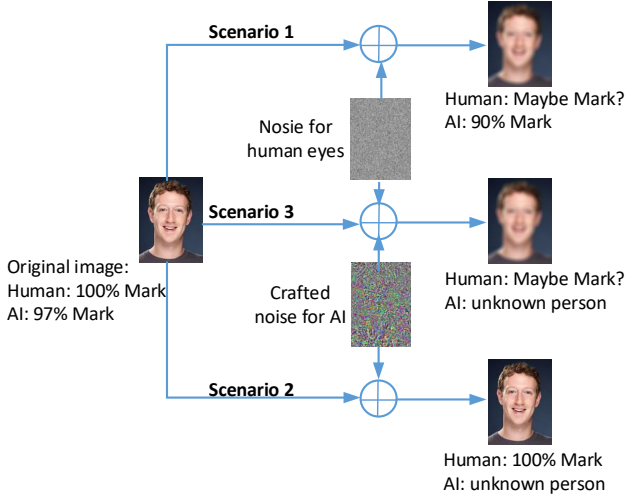 Scenario 1
Human: Maybe Mark?
AI: 90% Mark
Nosie for
human eyes
Scenario 3
Original image:
Human: 100% Mark
AI: 97% Mark
Human: Maybe Mark?
AI: unknown person
Crafted
noise for AI
Scenario 2
Human: 100% Mark
AI: unknown person